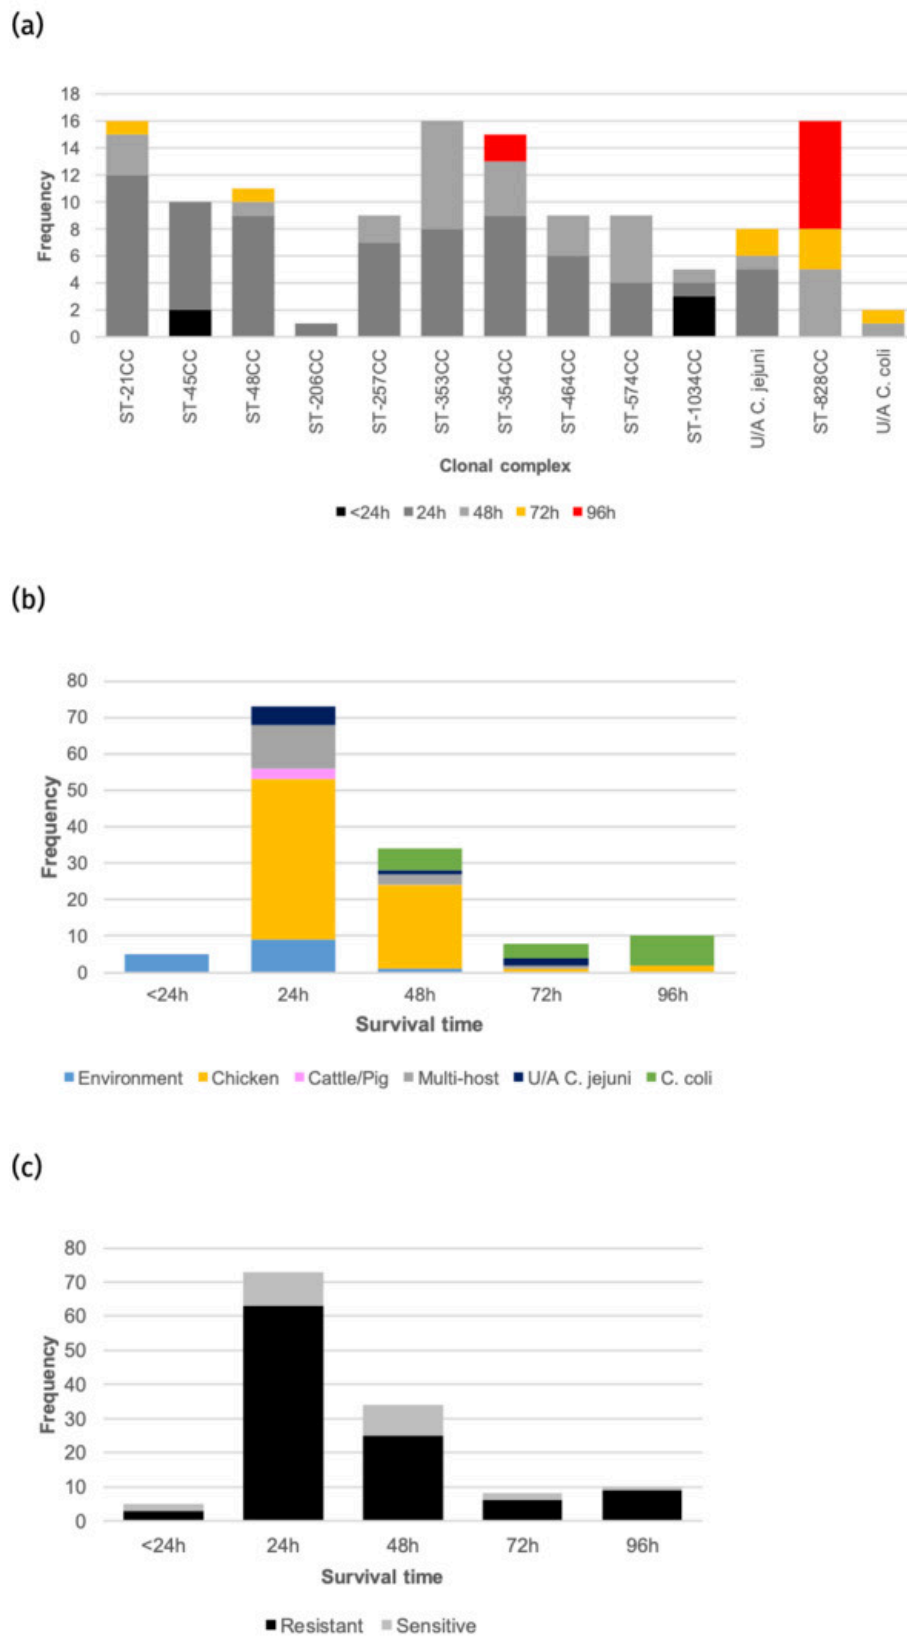 (a)
18
16
14
12
10
8
6
4
2
0
Frequency
ST-21CC
ST-45CC
ST-48CC
ST-206CC
ST-257CC
ST-353CC
ST-354CC
ST-464CC
ST-574CC
ST-1034CC
U/A C. jejuni
ST-828CC
U/A C. coli
Clonal complex
<24h 24h 48h 72h 96h
(b)
80
70
60
50
40
30
20
10
0
Frequency
<24h 24h 48h 72h 96h
Survival time
Environment Chicken Cattle/Pig Multi-host U/A C. jejuni C. coli
(c)
80
70
60
50
40
30
20
10
0
Frequency
<24h 24h 48h 72h 96h
Survival time
Resistant Sensitive